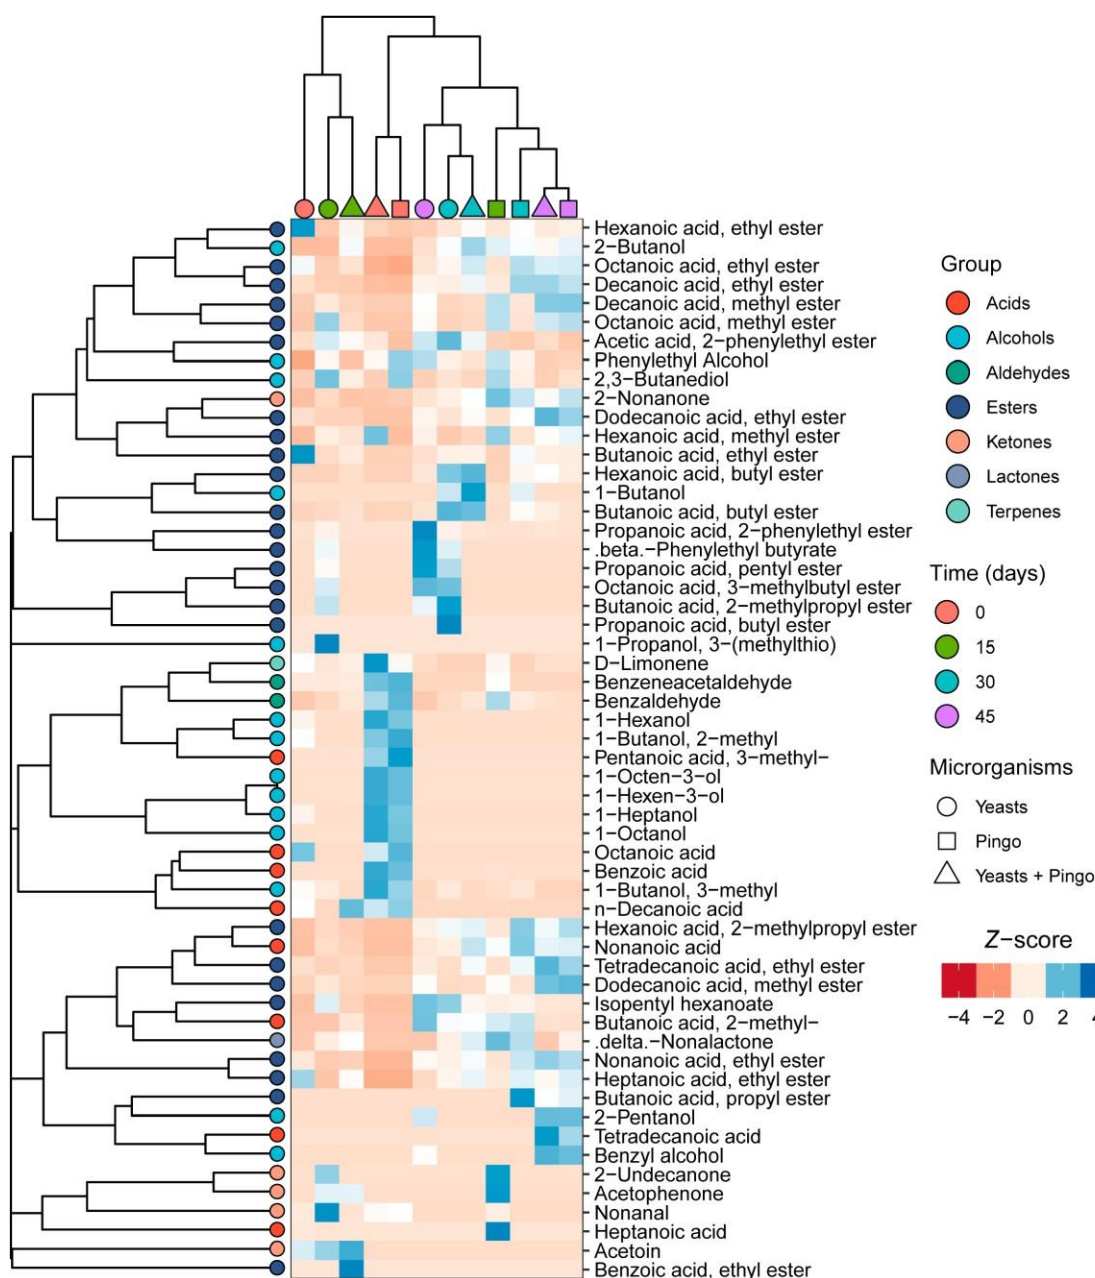 Hexanoic acid, ethyl ester
2−Butanol
Octanoic acid, ethyl ester
Decanoic acid, ethyl ester
Decanoic acid, methyl ester
Octanoic acid, methyl ester
Acetic acid, 2−phenylethyl ester
Phenylethyl Alcohol
2,3−Butanediol
2−Nonanone
Dodecanoic acid, ethyl ester
Hexanoic acid, methyl ester
Butanoic acid, ethyl ester
Hexanoic acid, butyl ester
1−Butanol
Butanoic acid, butyl ester
Propanoic acid, 2−phenylethyl ester
.beta.−Phenylethyl butyrate
Propanoic acid, pentyl ester
Octanoic acid, 3−methylbutyl ester
Butanoic acid, 2−methylpropyl ester
Propanoic acid, butyl ester
1−Propanol, 3−(methylthio)
D−Limonene
Benzeneacetaldehyde
Benzaldehyde
1−Hexanol
1−Butanol, 2−methyl
Pentanoic acid, 3−methyl−
1−Octen−3−ol
1−Hexen−3−ol
1−Heptanol
1−Octanol
Octanoic acid
Benzoic acid
1−Butanol, 3−methyl
n−Decanoic acid
Hexanoic acid, 2−methylpropyl ester
Nonanoic acid
Tetradecanoic acid, ethyl ester
Dodecanoic acid, methyl ester
Isopentyl hexanoate
Butanoic acid, 2−methyl−
.delta.−Nonalactone
Nonanoic acid, ethyl ester
Heptanoic acid, ethyl ester
Butanoic acid, propyl ester
2−Pentanol
Tetradecanoic acid
Benzyl alcohol
2−Undecanone
Acetophenone
Nonanal
Heptanoic acid
Acetoin
Benzoic acid, ethyl ester
Group
Acids
Alcohols
Aldehydes
Esters
Ketones
Lactones
Terpenes
Time (days)
0
15
30
45
Microrganisms
Yeasts
Pingo
Yeasts + Pingo
Z−score
−4 −2 0 2 4